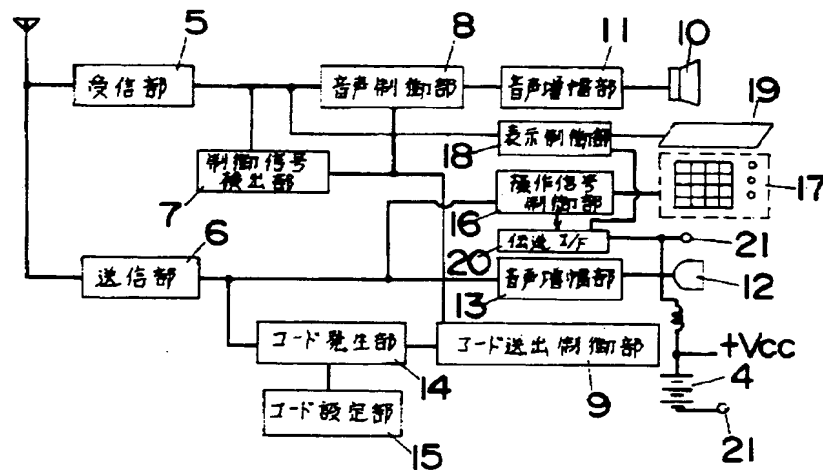 5
8
11
10
受信部
音声制御部
音声増幅部
19
表示制御部
18
制御信号
検出部
7
操作信号
制御部
16
17
6
伝送 I/F
20
21
送信部
音声増幅部
13
12
コード発生部
14
コード送出制御部
9
+Vcc
4
コード設定部
15
21